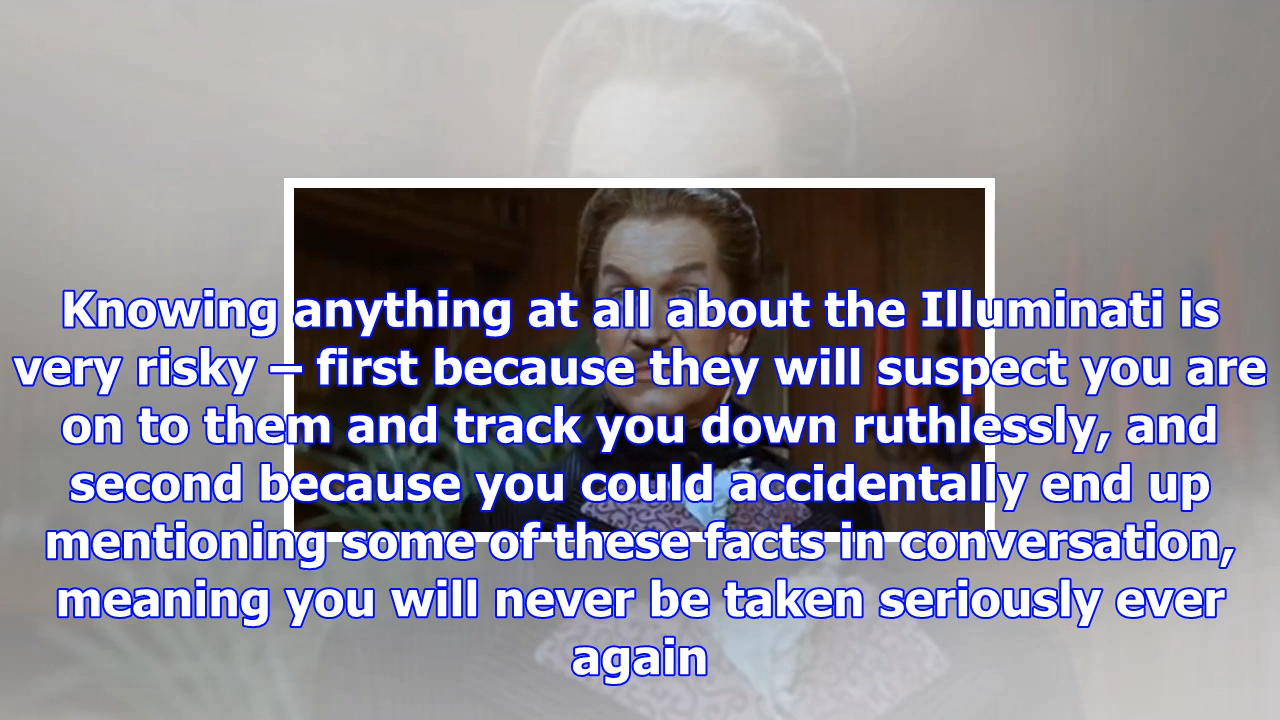 Knowing anything at all about the Illuminati is
very risky – first because they will suspect you are
on to them and track you down ruthlessly, and
second because you could accidentally end up
mentioning some of these facts in conversation,
meaning you will never be taken seriously ever
again